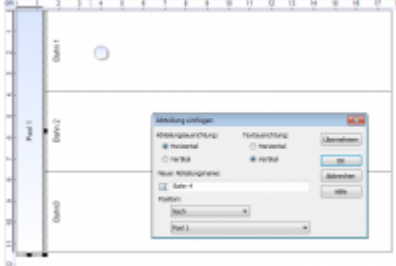 Pool 1
Bahn 1
Bahn 2
Bahn3
Abteilung einfügen
Abteilungsausrichtung:
Textausrichtung:
Horizontal
Horizontal
Vertikal
Vertikal
Übernehmen
OK
Abbrechen
Hilfe
Neuer Abteilungsname:
Bahn 4
Position:
Nach
Pool 1